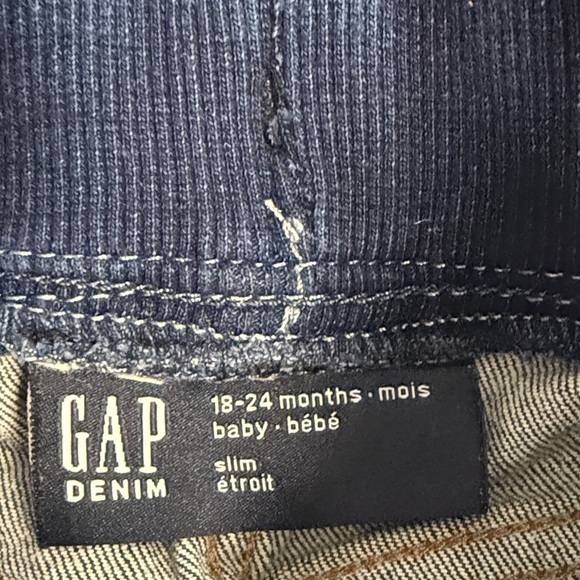 GAP
DENIM
18-24 months · mois
baby · bébé
slim
étroit